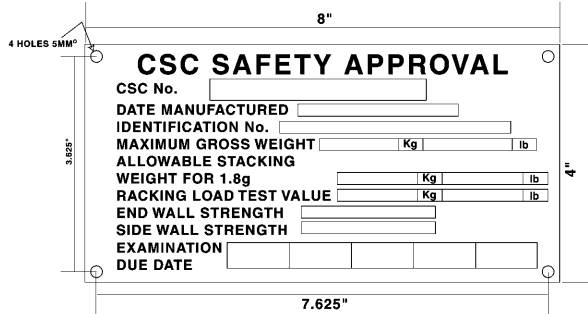 8"
4 HOLES 5MM°
CSC SAFETY APPROVAL
CSC No.
DATE MANUFACTURED
IDENTIFICATION No.
MAXIMUM GROSS WEIGHT Kg lb
ALLOWABLE STACKING
WEIGHT FOR 1.8g Kg lb
RACKING LOAD TEST VALUE Kg lb
END WALL STRENGTH
SIDE WALL STRENGTH
EXAMINATION
DUE DATE
3.625"
4"
7.625"